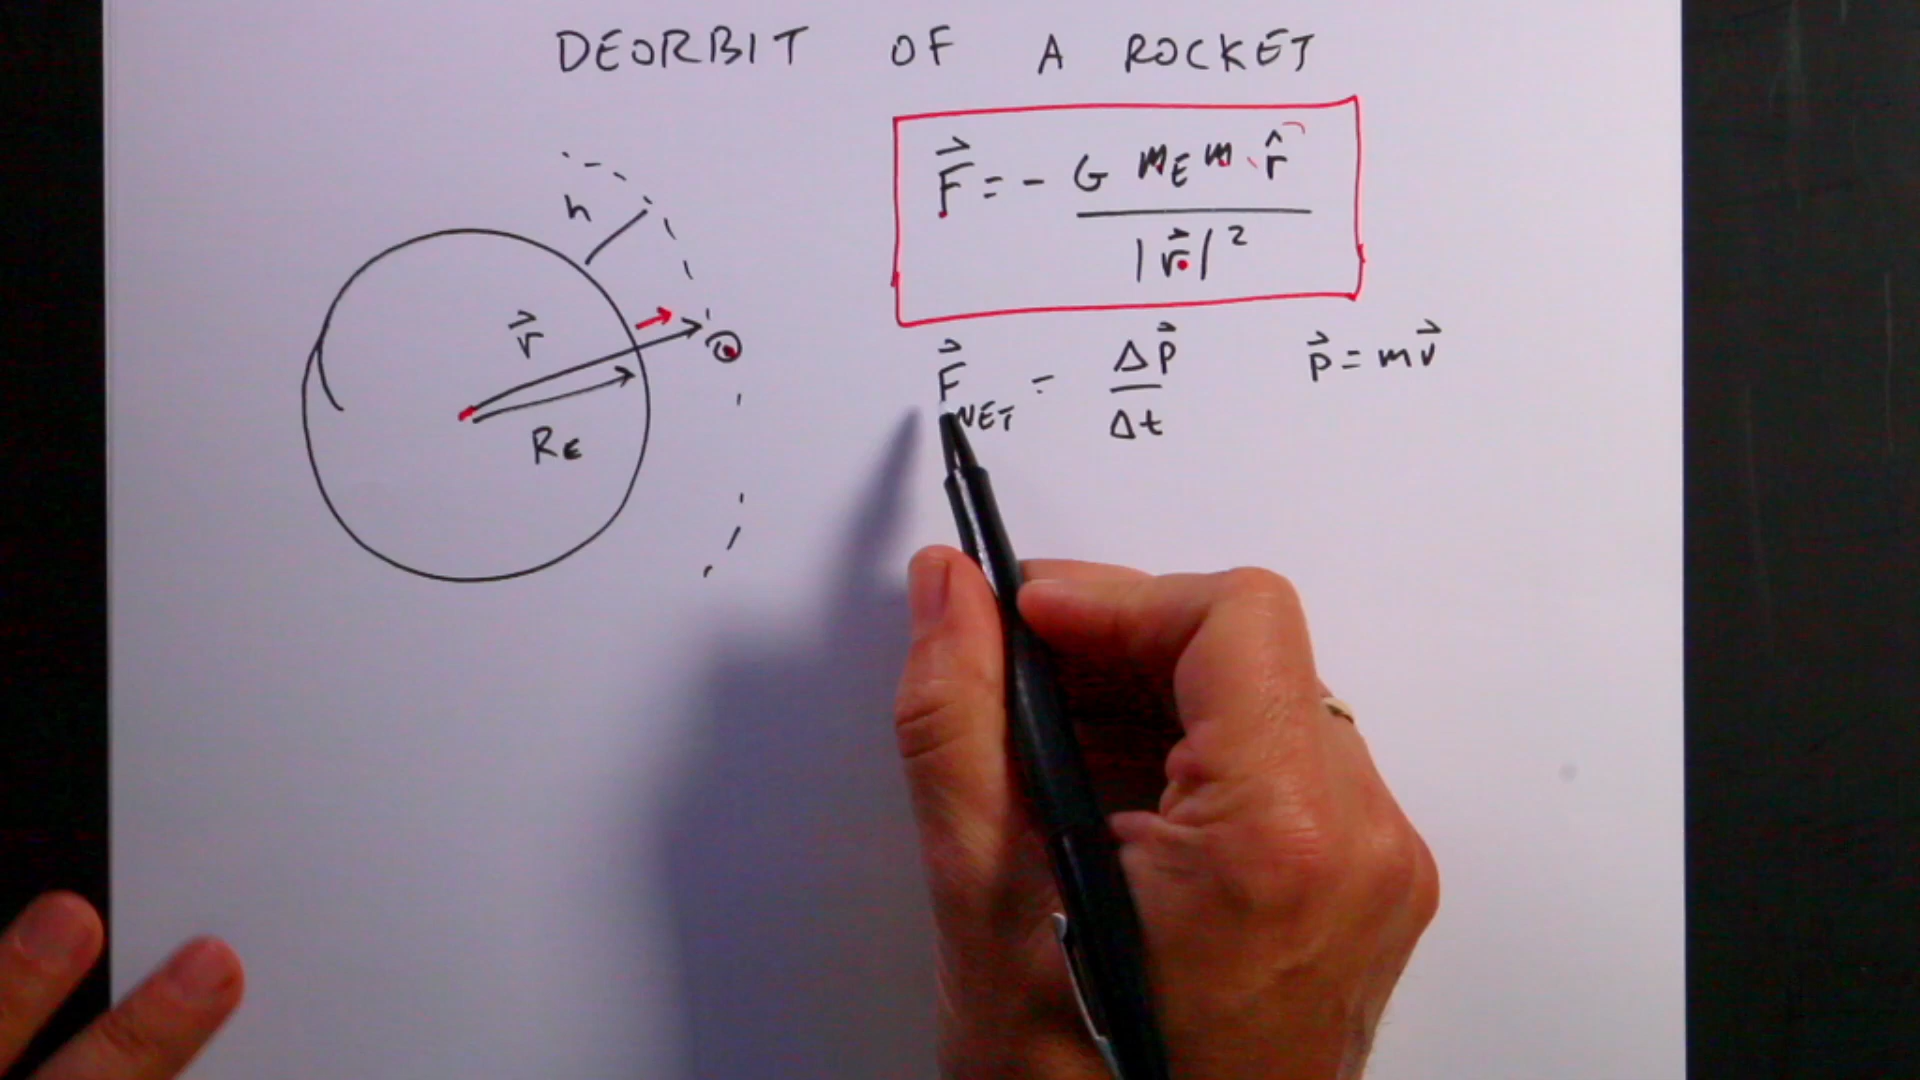 DEORBIT OF A ROCKET
F⃗ = - G mE m r̂
|r⃗|²
h
r⃗
RE
F⃗NET = Δp⃗
Δt
p⃗ = mv⃗